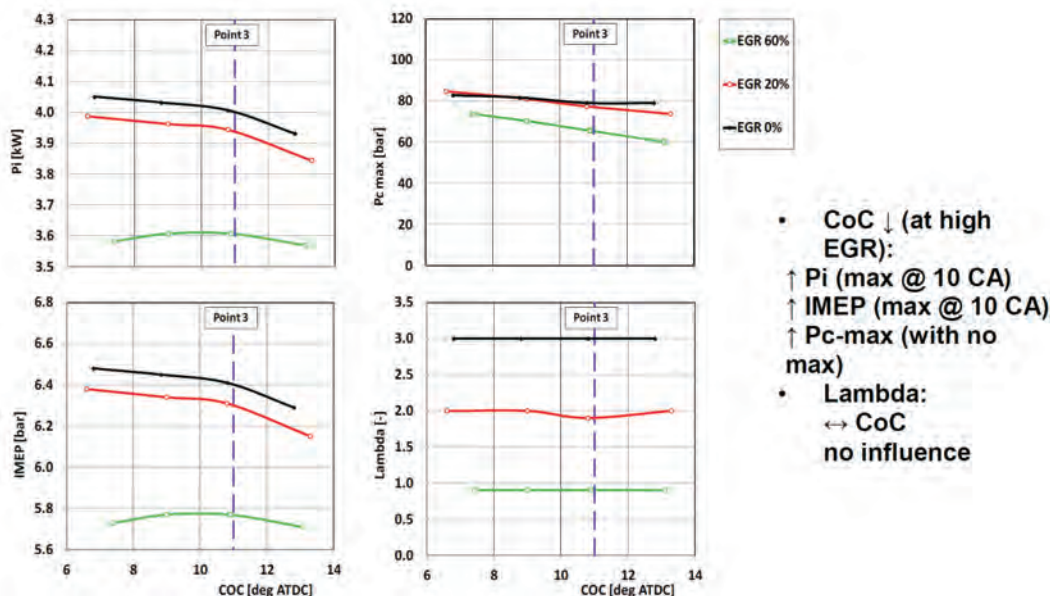 4.3
4.2
4.1
4.0
3.9
3.8
3.7
3.6
3.5
Pi [kW]
Point 3
120
100
80
60
40
20
0
Pc max [bar]
Point 3
EGR 60%
EGR 20%
EGR 0%
6.8
6.6
6.4
6.2
6.0
5.8
5.6
IMEP [bar]
Point 3
6 8 10 12 14
COC [deg ATDC]
3.5
3.0
2.5
2.0
1.5
1.0
0.5
0.0
Lambda [-]
Point 3
6 8 10 12 14
COC [deg ATDC]
• CoC ↓ (at high
EGR):
↑ Pi (max @ 10 CA)
↑ IMEP (max @ 10 CA)
↑ Pc-max (with no
max)
• Lambda:
↔ CoC
no influence